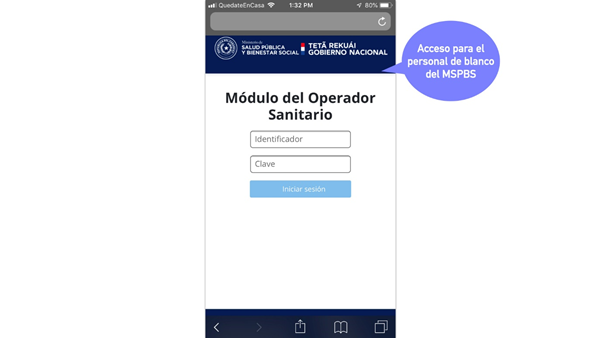 QuedateEnCasa
1:32 PM
80%
Ministerio de
SALUD PÚBLICA
Y BIENESTAR SOCIAL
TETÃ REKUÁI
GOBIERNO NACIONAL
Acceso para el
personal de blanco
del MSPBS
Módulo del Operador
Sanitario
Identificador
Clave
Iniciar sesión